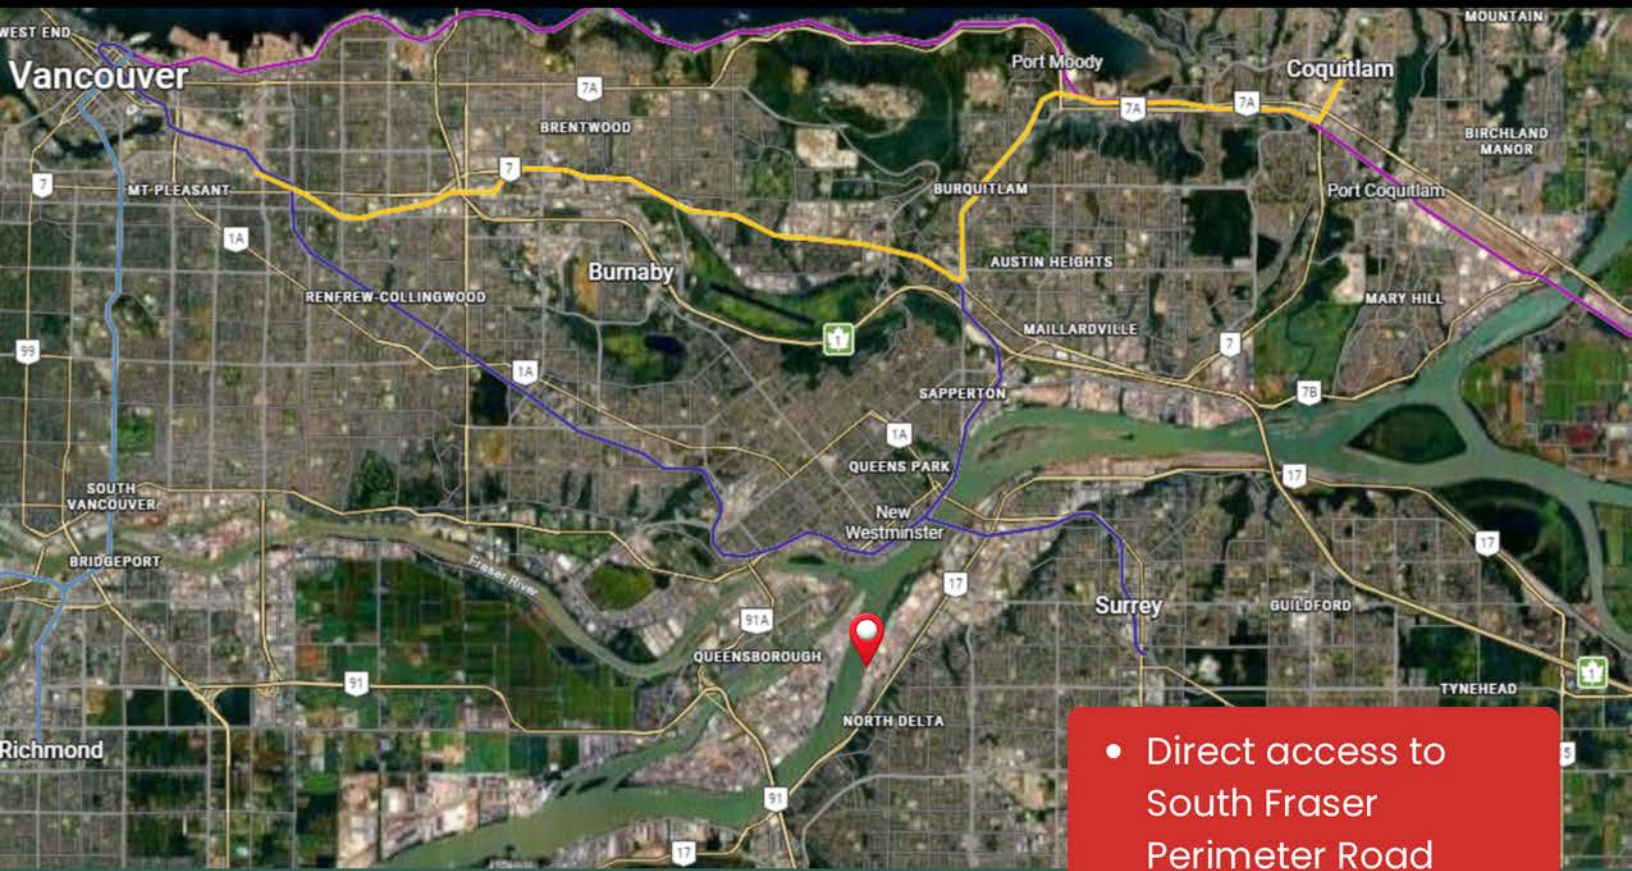 MOUNTAIN
WEST END
Port Moody
Coquitlam
Vancouver
7A
7A
7A
BRENTWOOD
BIRCHLAND
MANOR
7
7
MT PLEASANT
BURQUITLAM
Port Coquitlam
1A
AUSTIN HEIGHTS
Burnaby
RENFREW-COLLINGWOOD
MARY HILL
MAILLARDVILLE
1
7
99
1A
SAPPERTON
7B
1A
QUEENS PARK
17
SOUTH
VANCOUVER
New
Westminster
17
BRIDGEPORT
Fraser River
17
Surrey
GUILDFORD
91A
QUEENSBOROUGH
1
91
TYNEHEAD
NORTH DELTA
Richmond
• Direct access to
South Fraser
Perimeter Road
5
91
17